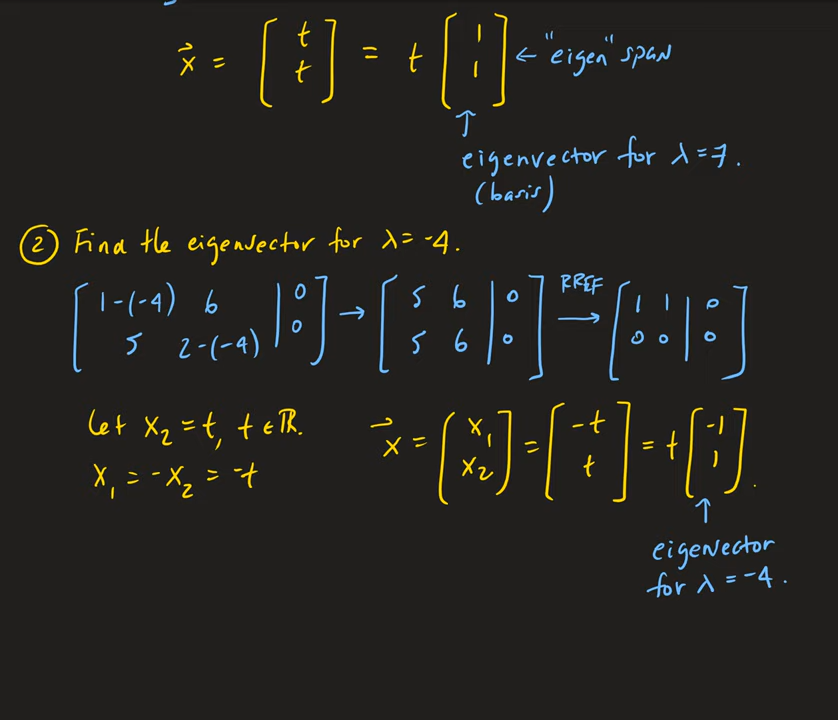 x⃗ = [t t] = t [1 1] ← "eigen" span
↑
eigenvector for λ=7.
(basis)
② Find the eigenvector for λ=-4.
[1-(-4) 6 | 0
5 2-(-4) | 0] → [5 6 | 0
5 6 | 0] RREF → [1 1 | 0
0 0 | 0]
Let x₂ = t, t ∈ ℝ.
x₁ = -x₂ = -t
x⃗ = [x₁ x₂] = [-t t] = t [-1 1].
↑
eigenvector
for λ = -4.